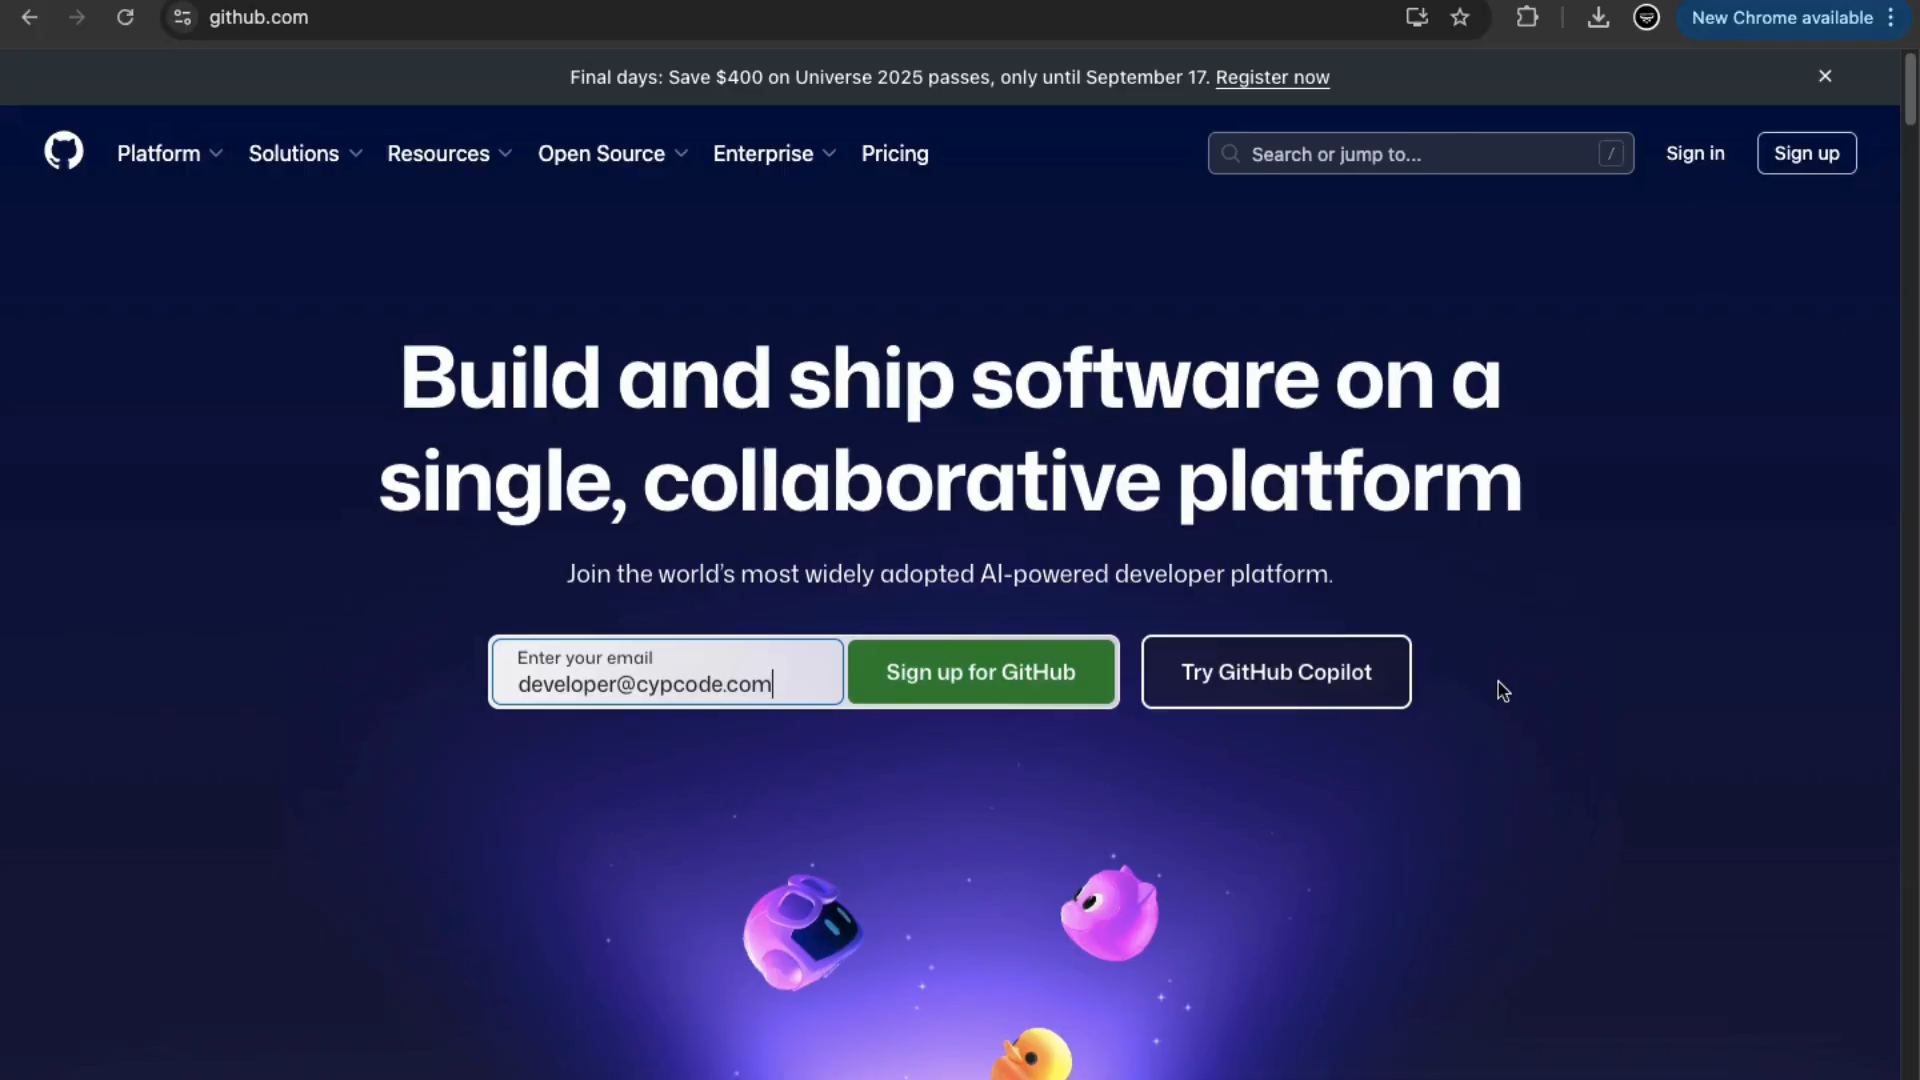 github.com
New Chrome available
Final days: Save $400 on Universe 2025 passes, only until September 17. Register now
Platform
Solutions
Resources
Open Source
Enterprise
Pricing
Search or jump to...
/
Sign in
Sign up
Build and ship software on a
single, collaborative platform
Join the world’s most widely adopted AI-powered developer platform.
Enter your email
developer@cypcode.com
Sign up for GitHub
Try GitHub Copilot